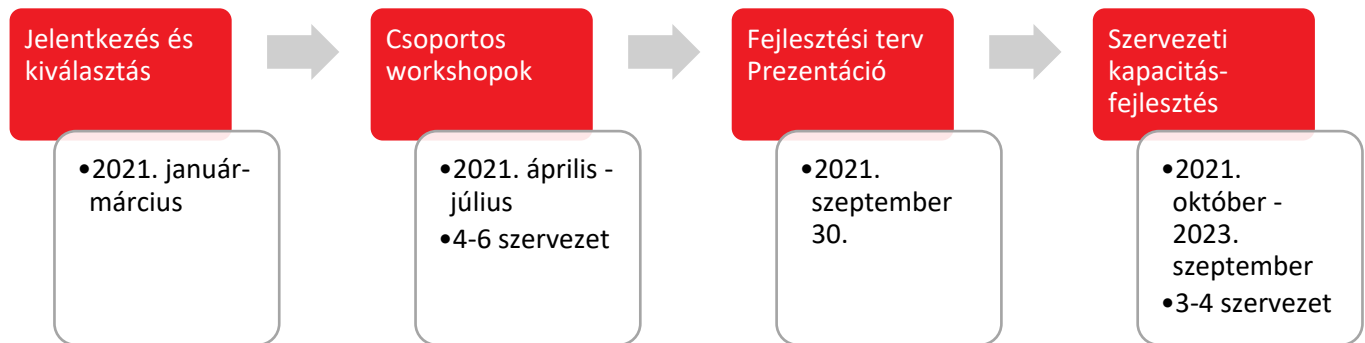 Jelentkezés és
kiválasztás
•2021. január-
március
Csoportos
workshopok
•2021. április -
július
•4-6 szervezet
Fejlesztési terv
Prezentáció
•2021.
szeptember
30.
Szervezeti
kapacitás-
fejlesztés
•2021.
október -
2023.
szeptember
•3-4 szervezet